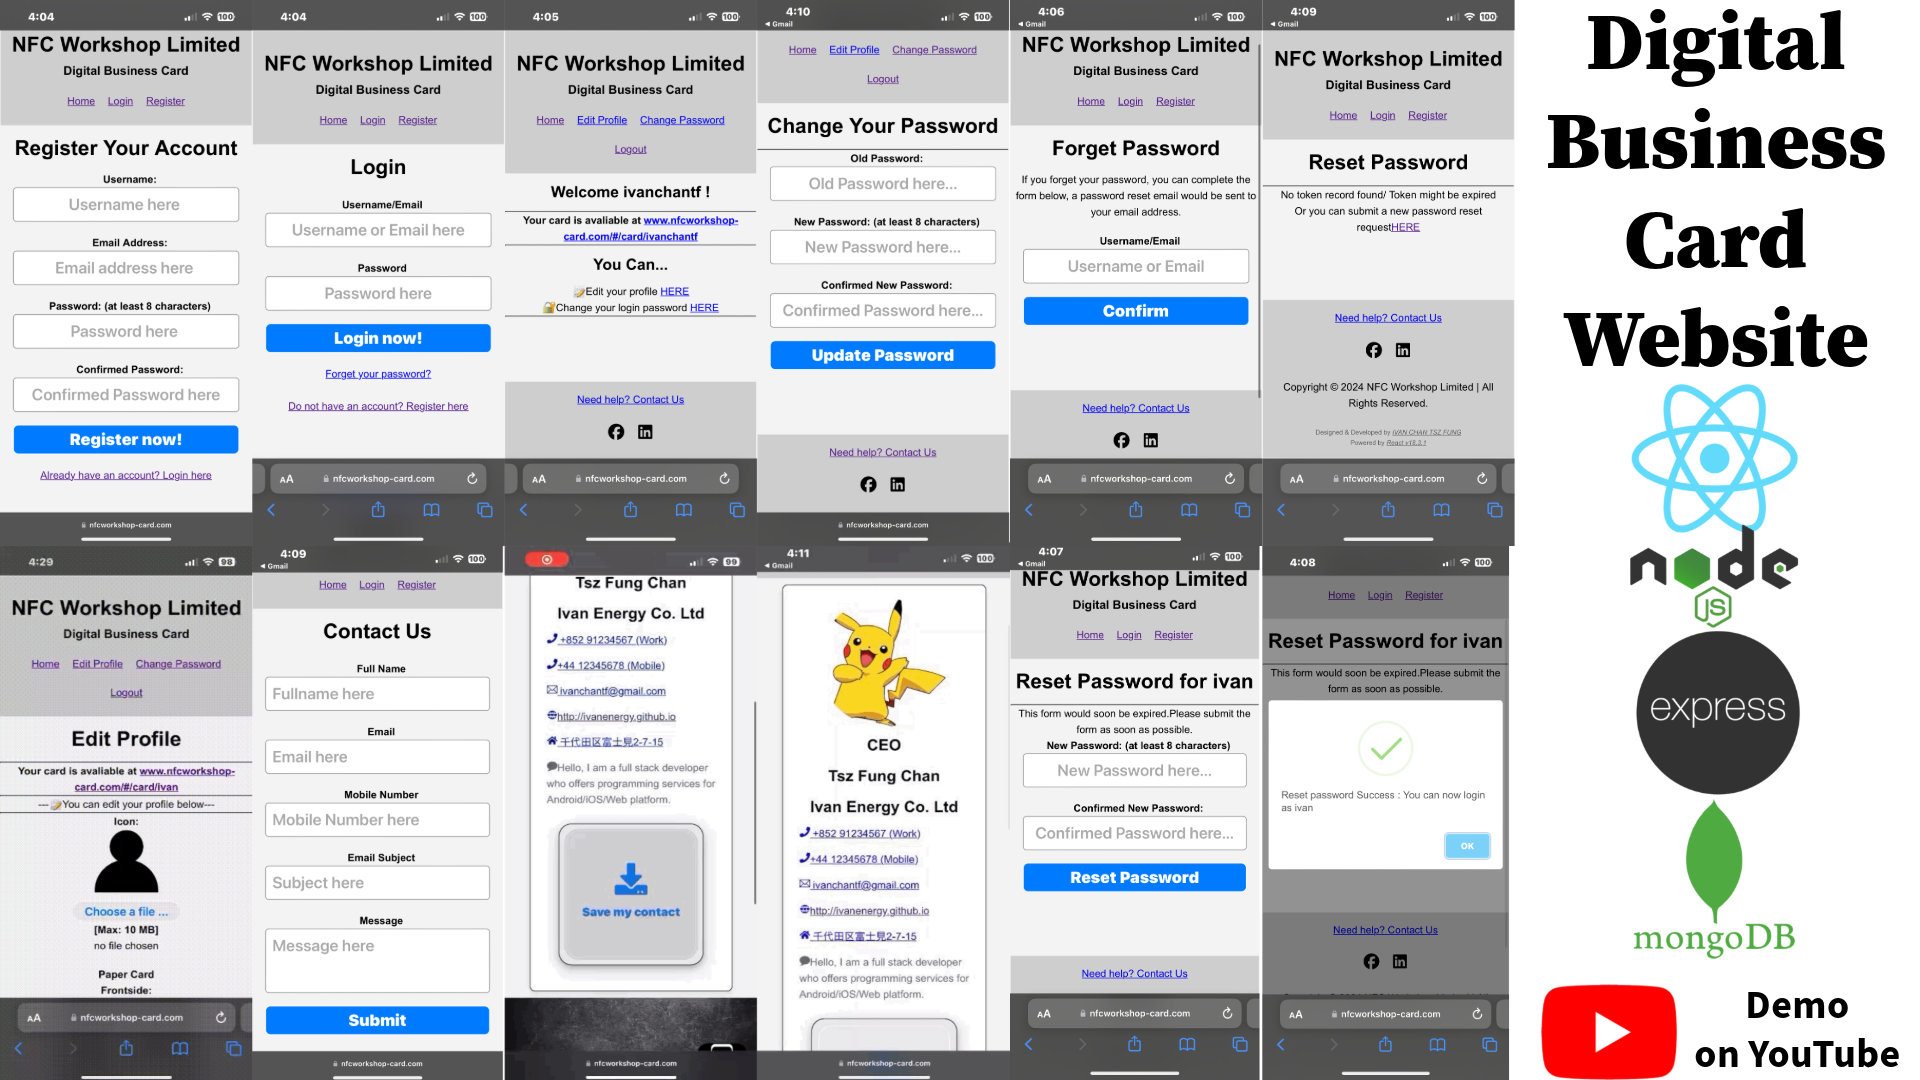 4:04
100
NFC Workshop Limited
Digital Business Card
Home Login Register
Register Your Account
Username:
Username here
Email Address:
Email address here
Password: (at least 8 characters)
Password here
Confirmed Password:
Confirmed Password here
Register now!
Already have an account? Login here
nfcworkshop-card.com
4:04
100
NFC Workshop Limited
Digital Business Card
Home Login Register
Login
Username/Email
Username or Email here
Password
Password here
Login now!
Forget your password?
Do not have an account? Register here
AA nfcworkshop-card.com
4:05
100
NFC Workshop Limited
Digital Business Card
Home Edit Profile Change Password
Logout
Welcome ivanchantf !
Your card is avaliable at www.nfcworkshop-
card.com/#/card/ivanchantf
You Can...
Edit your profile HERE
Change your login password HERE
Need help? Contact Us
AA nfcworkshop-card.com
4:10
100
Gmail
Home Edit Profile Change Password
Logout
Change Your Password
Old Password:
Old Password here...
New Password: (at least 8 characters)
New Password here...
Confirmed New Password:
Confirmed Password here...
Update Password
Need help? Contact Us
nfcworkshop-card.com
4:06
100
Gmail
NFC Workshop Limited
Digital Business Card
Home Login Register
Forget Password
If you forget your password, you can complete the
form below, a password reset email would be sent to
your email address.
Username/Email
Username or Email
Confirm
Need help? Contact Us
AA nfcworkshop-card.com
4:09
100
Gmail
NFC Workshop Limited
Digital Business Card
Home Login Register
Reset Password
No token record found/ Token might be expired
Or you can submit a new password reset
requestHERE
Need help? Contact Us
Copyright © 2024 NFC Workshop Limited | All
Rights Reserved.
Designed & Developed by IVAN CHAN TSZ FUNG
Powered by React v18.3.1
AA nfcworkshop-card.com
4:29
98
NFC Workshop Limited
Digital Business Card
Home Edit Profile Change Password
Logout
Edit Profile
Your card is avaliable at www.nfcworkshop-
card.com/#/card/ivan
---You can edit your profile below---
Icon:
Choose a file ...
[Max: 10 MB]
no file chosen
Paper Card
Frontside:
AA nfcworkshop-card.com
4:09
100
Gmail
Home Login Register
Contact Us
Full Name
Fullname here
Email
Email here
Mobile Number
Mobile Number here
Email Subject
Subject here
Message
Message here
Submit
nfcworkshop-card.com
99
Tsz Fung Chan
Ivan Energy Co. Ltd
+852 91234567 (Work)
+44 12345678 (Mobile)
ivanchantf@gmail.com
http://ivanenergy.github.io
千代田区富士見2-7-15
Hello, I am a full stack developer
who offers programming services for
Android/iOS/Web platform.
Save my contact
nfcworkshop-card.com
4:11
100
Gmail
CEO
Tsz Fung Chan
Ivan Energy Co. Ltd
+852 91234567 (Work)
+44 12345678 (Mobile)
ivanchantf@gmail.com
http://ivanenergy.github.io
千代田区富士見2-7-15
Hello, I am a full stack developer
who offers programming services for
Android/iOS/Web platform.
nfcworkshop-card.com
4:07
100
Gmail
NFC Workshop Limited
Digital Business Card
Home Login Register
Reset Password for ivan
This form would soon be expired.Please submit the
form as soon as possible.
New Password: (at least 8 characters)
New Password here...
Confirmed New Password:
Confirmed Password here...
Reset Password
Need help? Contact Us
AA nfcworkshop-card.com
4:08
100
Home Login Register
Reset Password for ivan
This form would soon be expired.Please submit the
form as soon as possible.
Reset password Success : You can now login
as ivan
OK
Need help? Contact Us
AA nfcworkshop-card.com
Digital
Business
Card
Website
node
JS
express
mongoDB
Demo
on YouTube